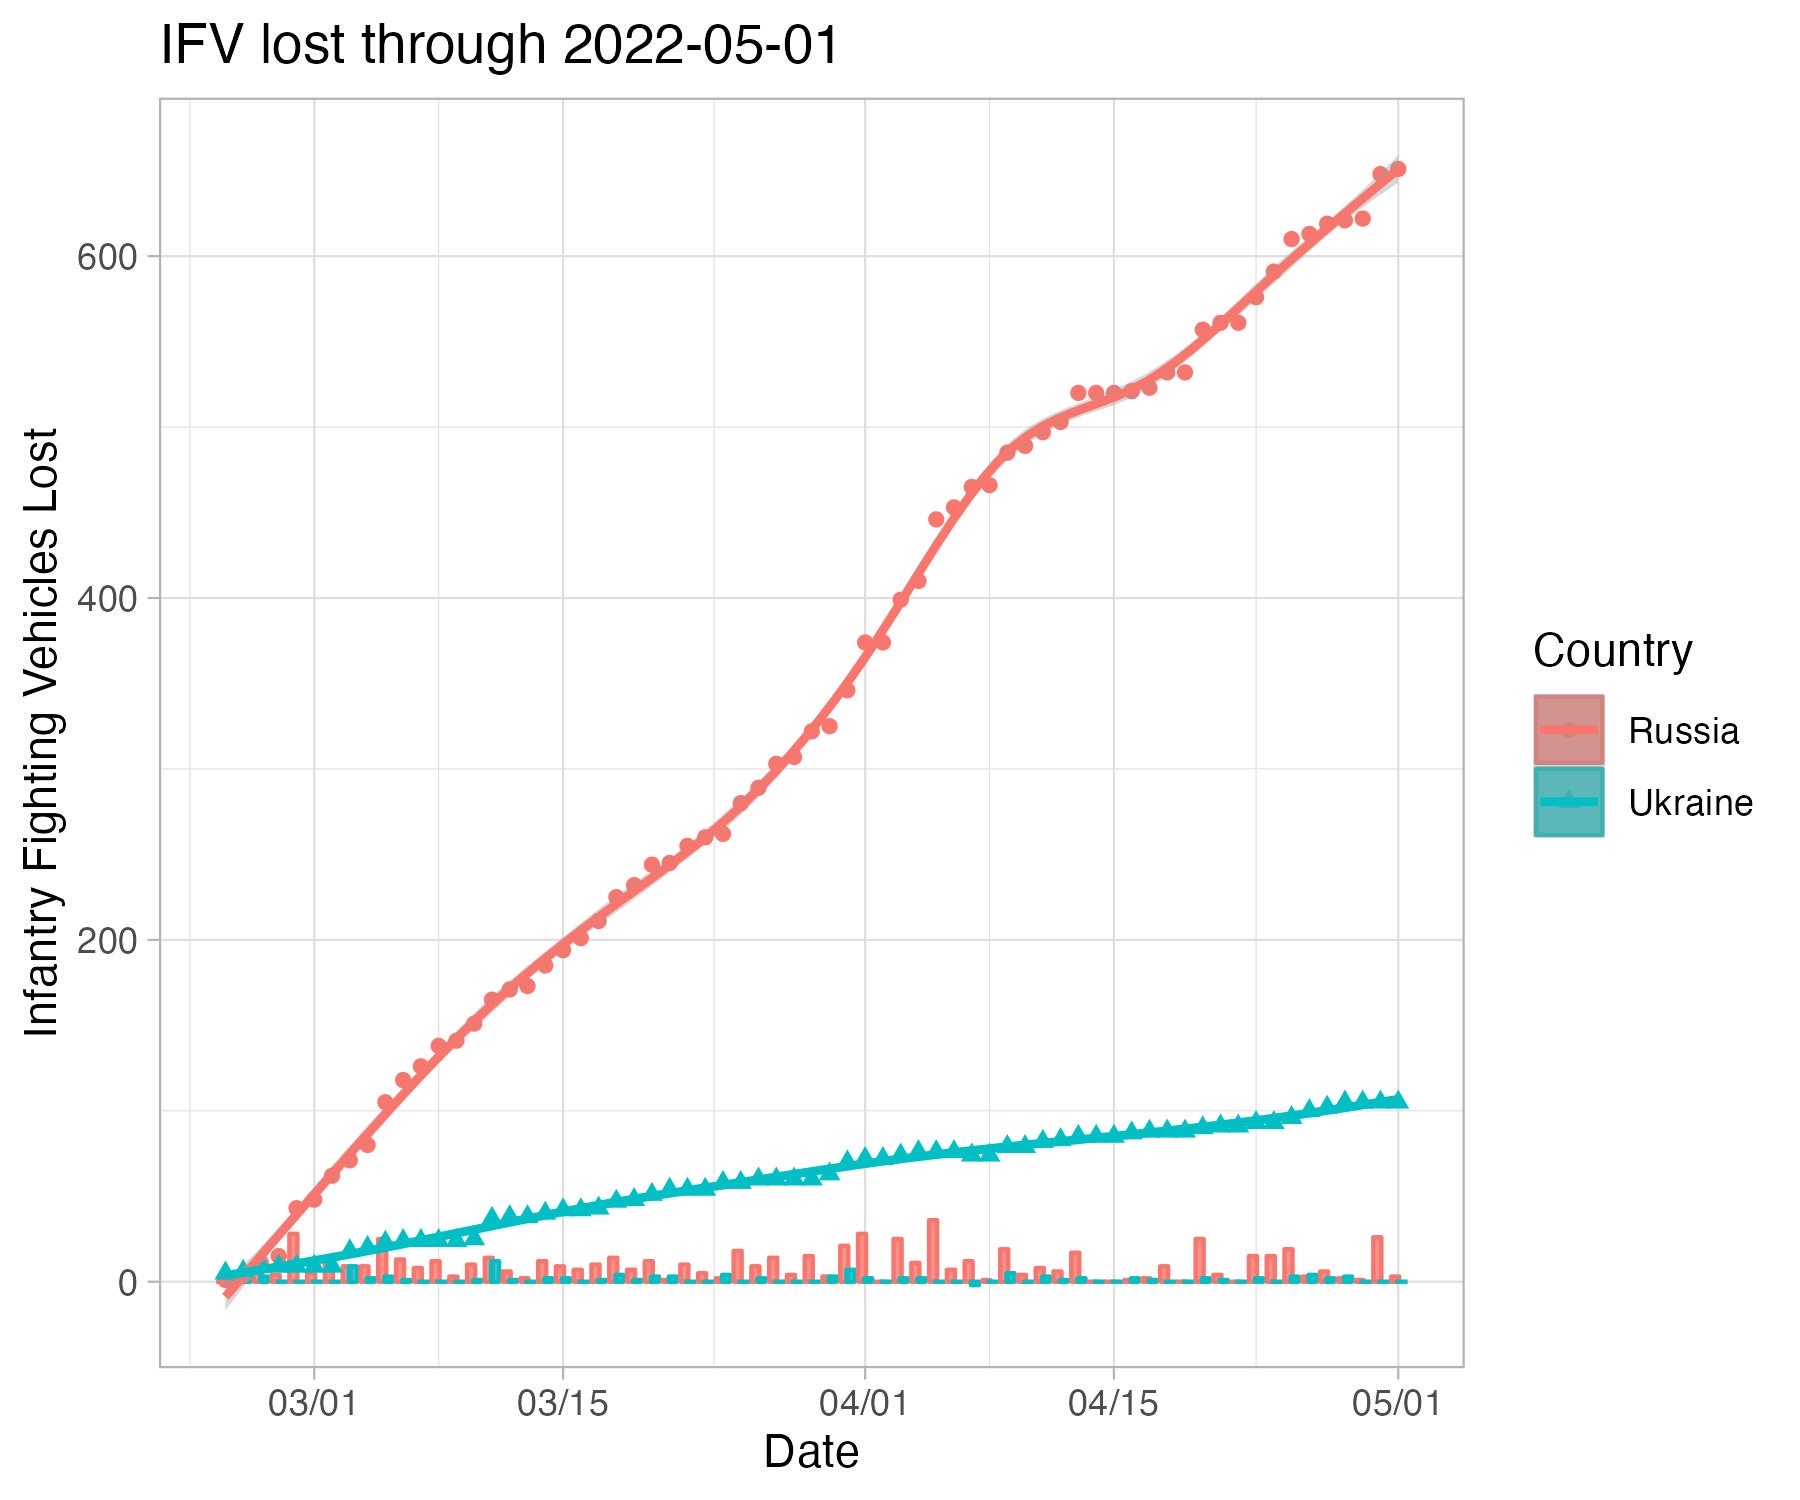 IFV lost through 2022-05-01
Infantry Fighting Vehicles Lost
600
400
200
0
03/01
03/15
04/01
04/15
05/01
Date
Country
Russia
Ukraine